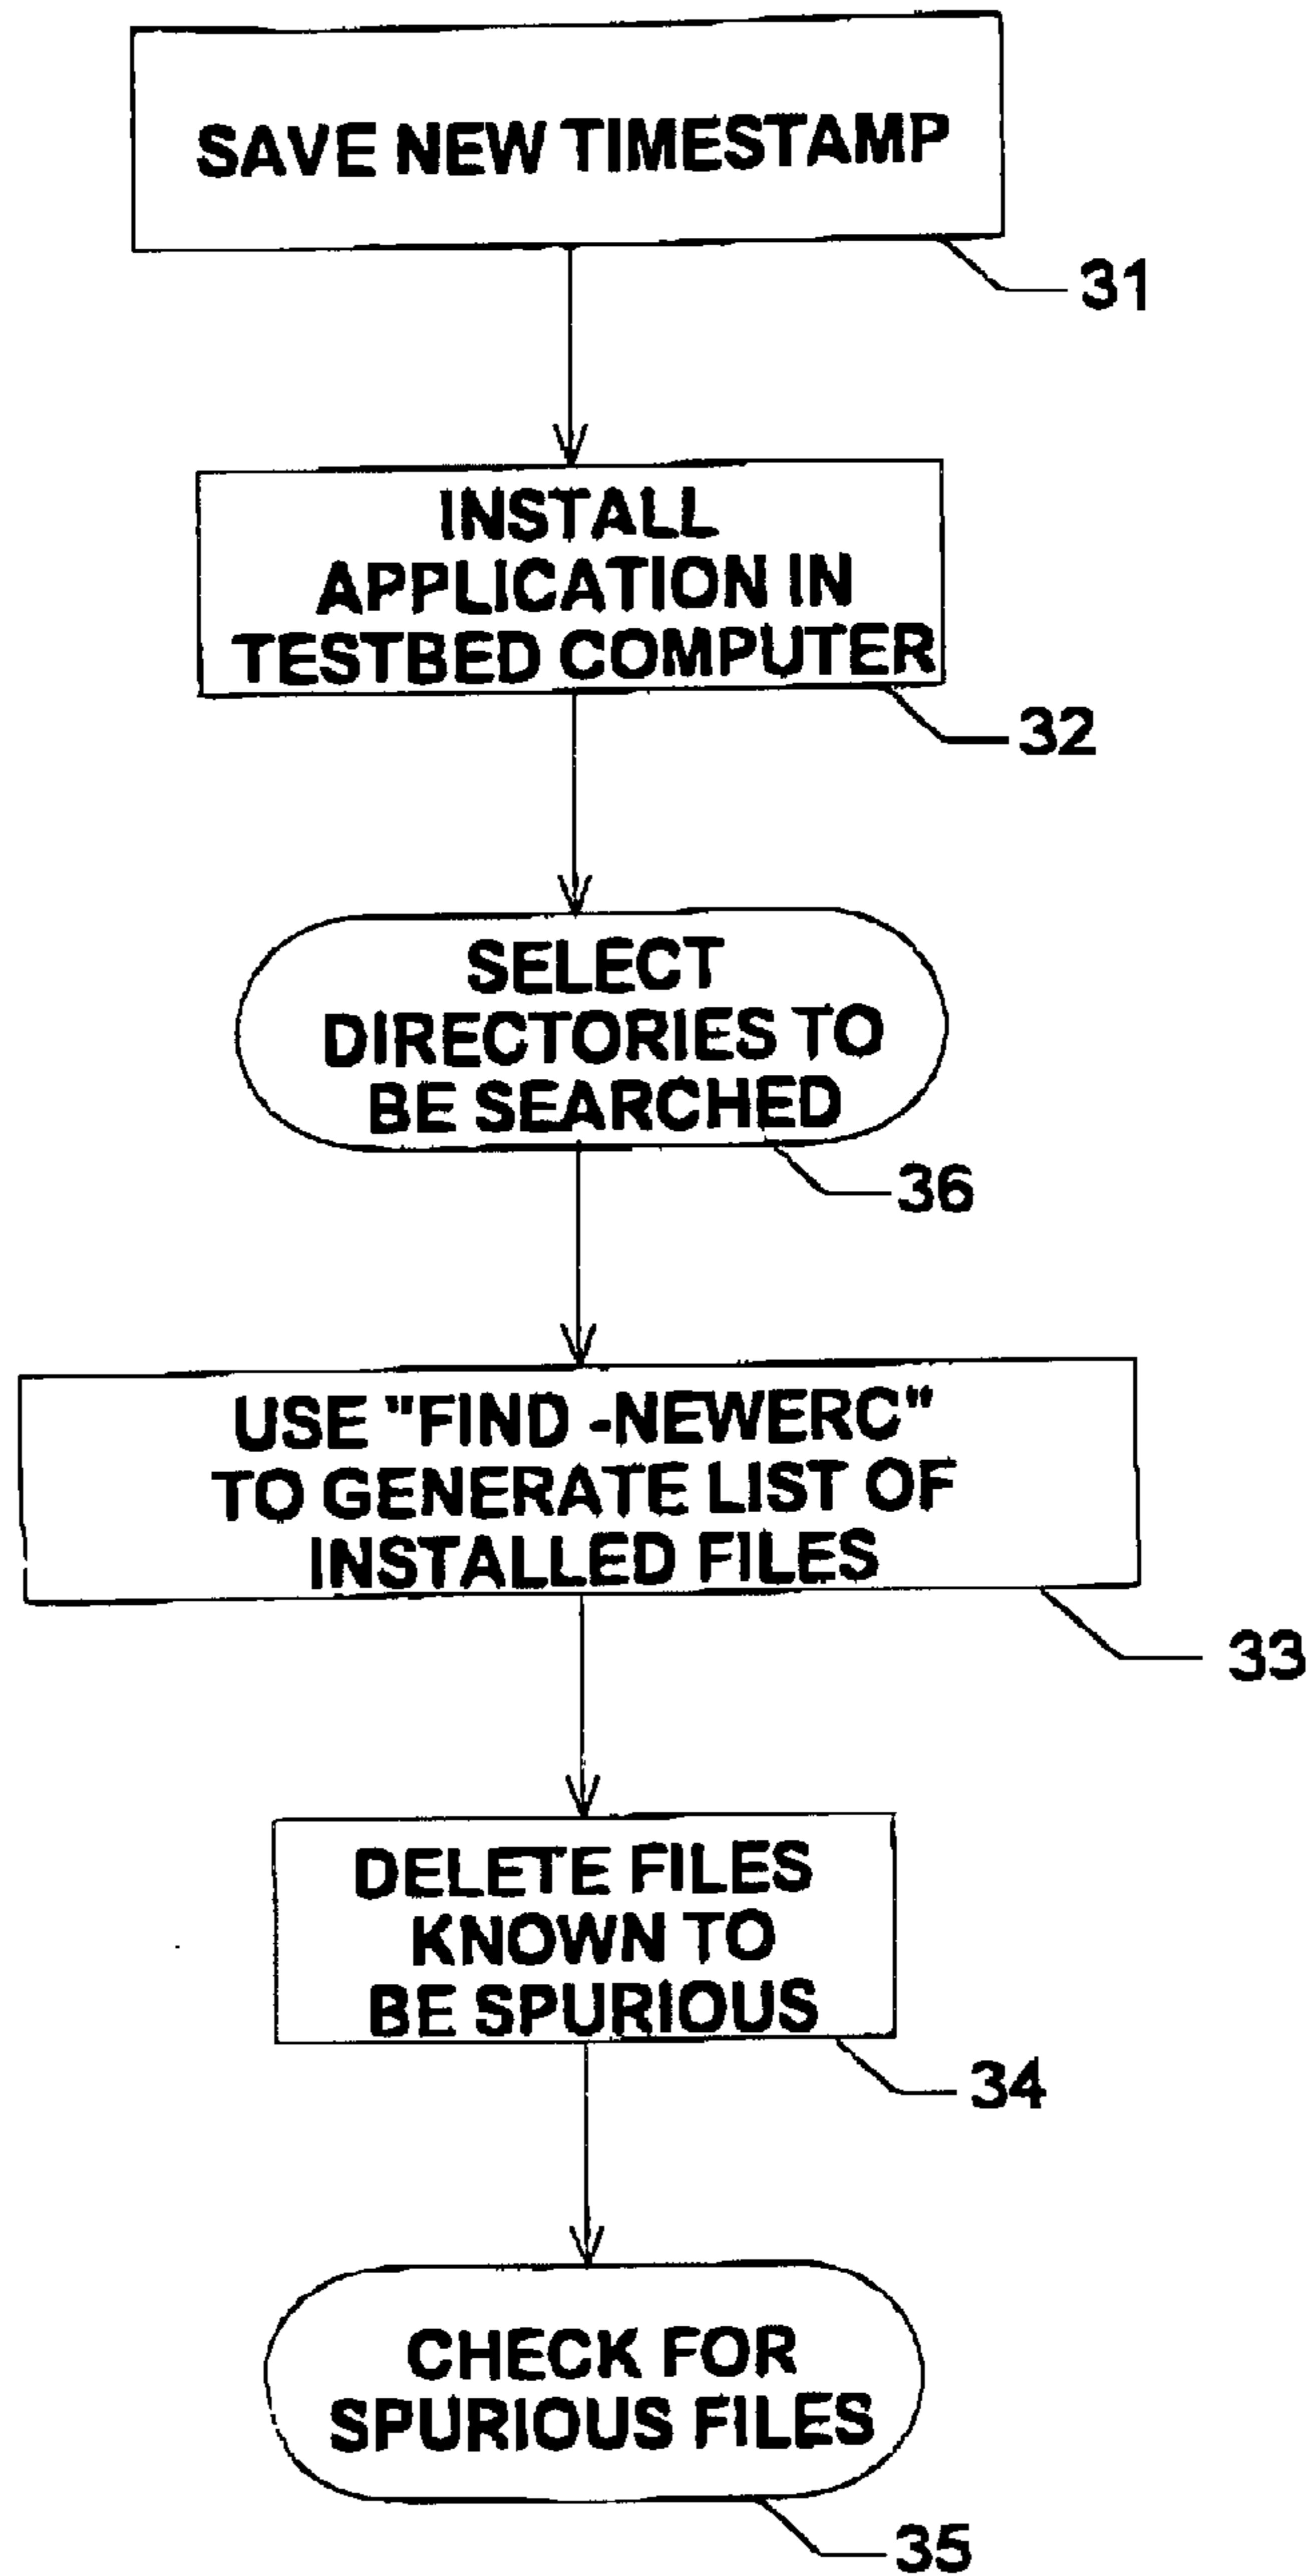 SAVE NEW TIMESTAMP
31
INSTALL
APPLICATION IN
TESTBED COMPUTER
32
SELECT
DIRECTORIES TO
BE SEARCHED
36
USE "FIND -NEWERC"
TO GENERATE LIST OF
INSTALLED FILES
33
DELETE FILES
KNOWN TO
BE SPURIOUS
34
CHECK FOR
SPURIOUS FILES
35